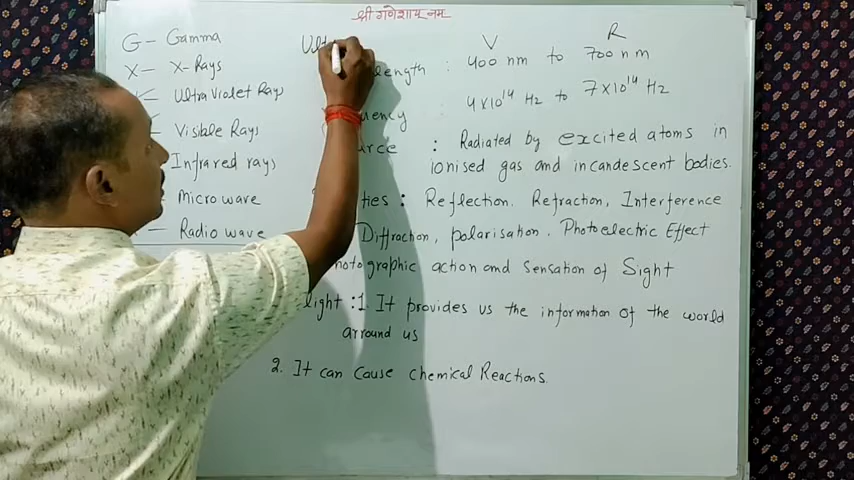 श्री गणेशाय नमः
G - Gamma
X - X-Rays
Ultra Violet Rays
Visible Rays
Infrared rays
Microwave
- Radio wave
V R
length : 400 nm to 700 nm
4x10¹⁴ Hz to 7x10¹⁴ Hz
: Radiated by excited atoms in
ionised gas and incandescent bodies.
: Reflection. Refraction, Interference
Diffraction, polarisation, Photoelectric Effect
action and sensation of Sight
light : 1. It provides us the information of the world
arround us
2. It can cause chemical Reactions.